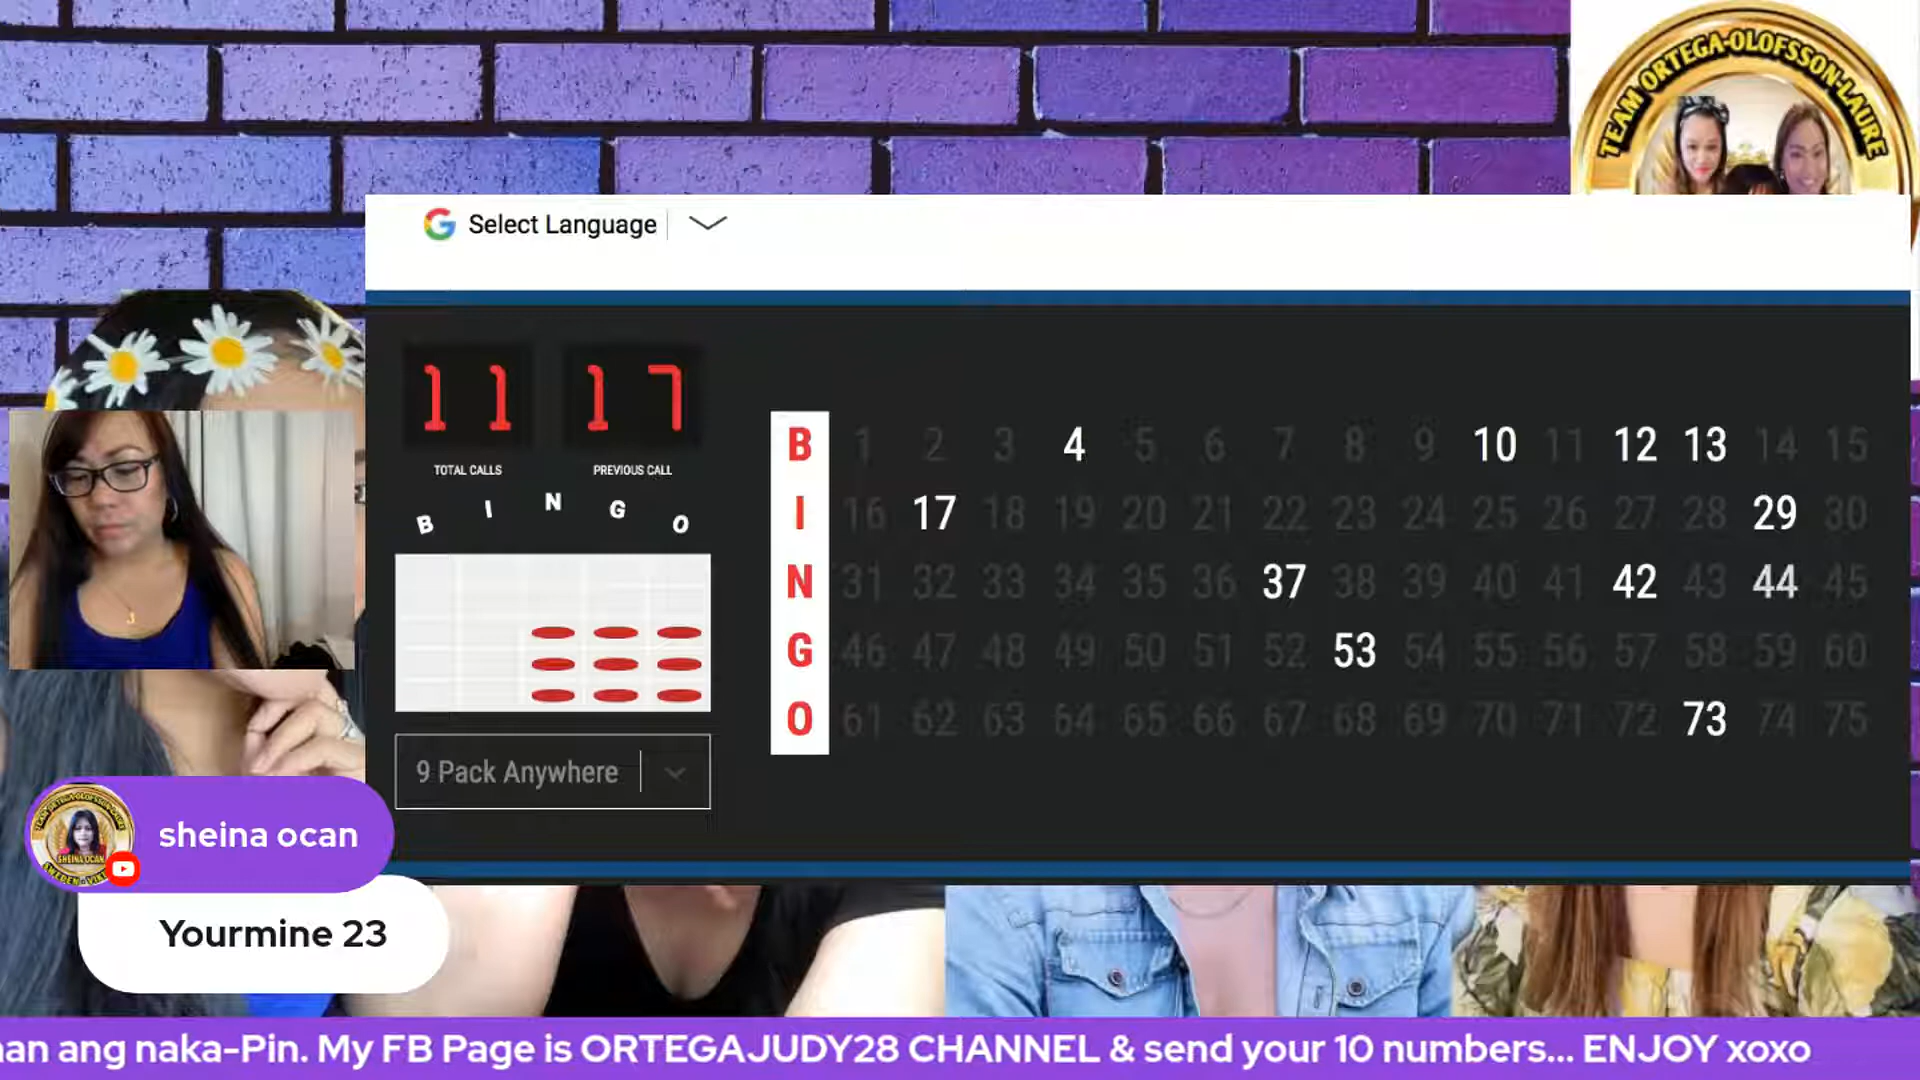 TEAM ORTEGA-OLOFSSON-LAURE
Select Language
11 17
TOTAL CALLS PREVIOUS CALL
B I N G O
B 1 2 3 4 5 6 7 8 9 10 11 12 13 14 15
I 16 17 18 19 20 21 22 23 24 25 26 27 28 29 30
N 31 32 33 34 35 36 37 38 39 40 41 42 43 44 45
G 46 47 48 49 50 51 52 53 54 55 56 57 58 59 60
O 61 62 63 64 65 66 67 68 69 70 71 72 73 74 75
9 Pack Anywhere
SHEINA OCAN
sheina ocan
Yourmine 23
an ang naka-Pin. My FB Page is ORTEGAJUDY28 CHANNEL & send your 10 numbers... ENJOY xoxo